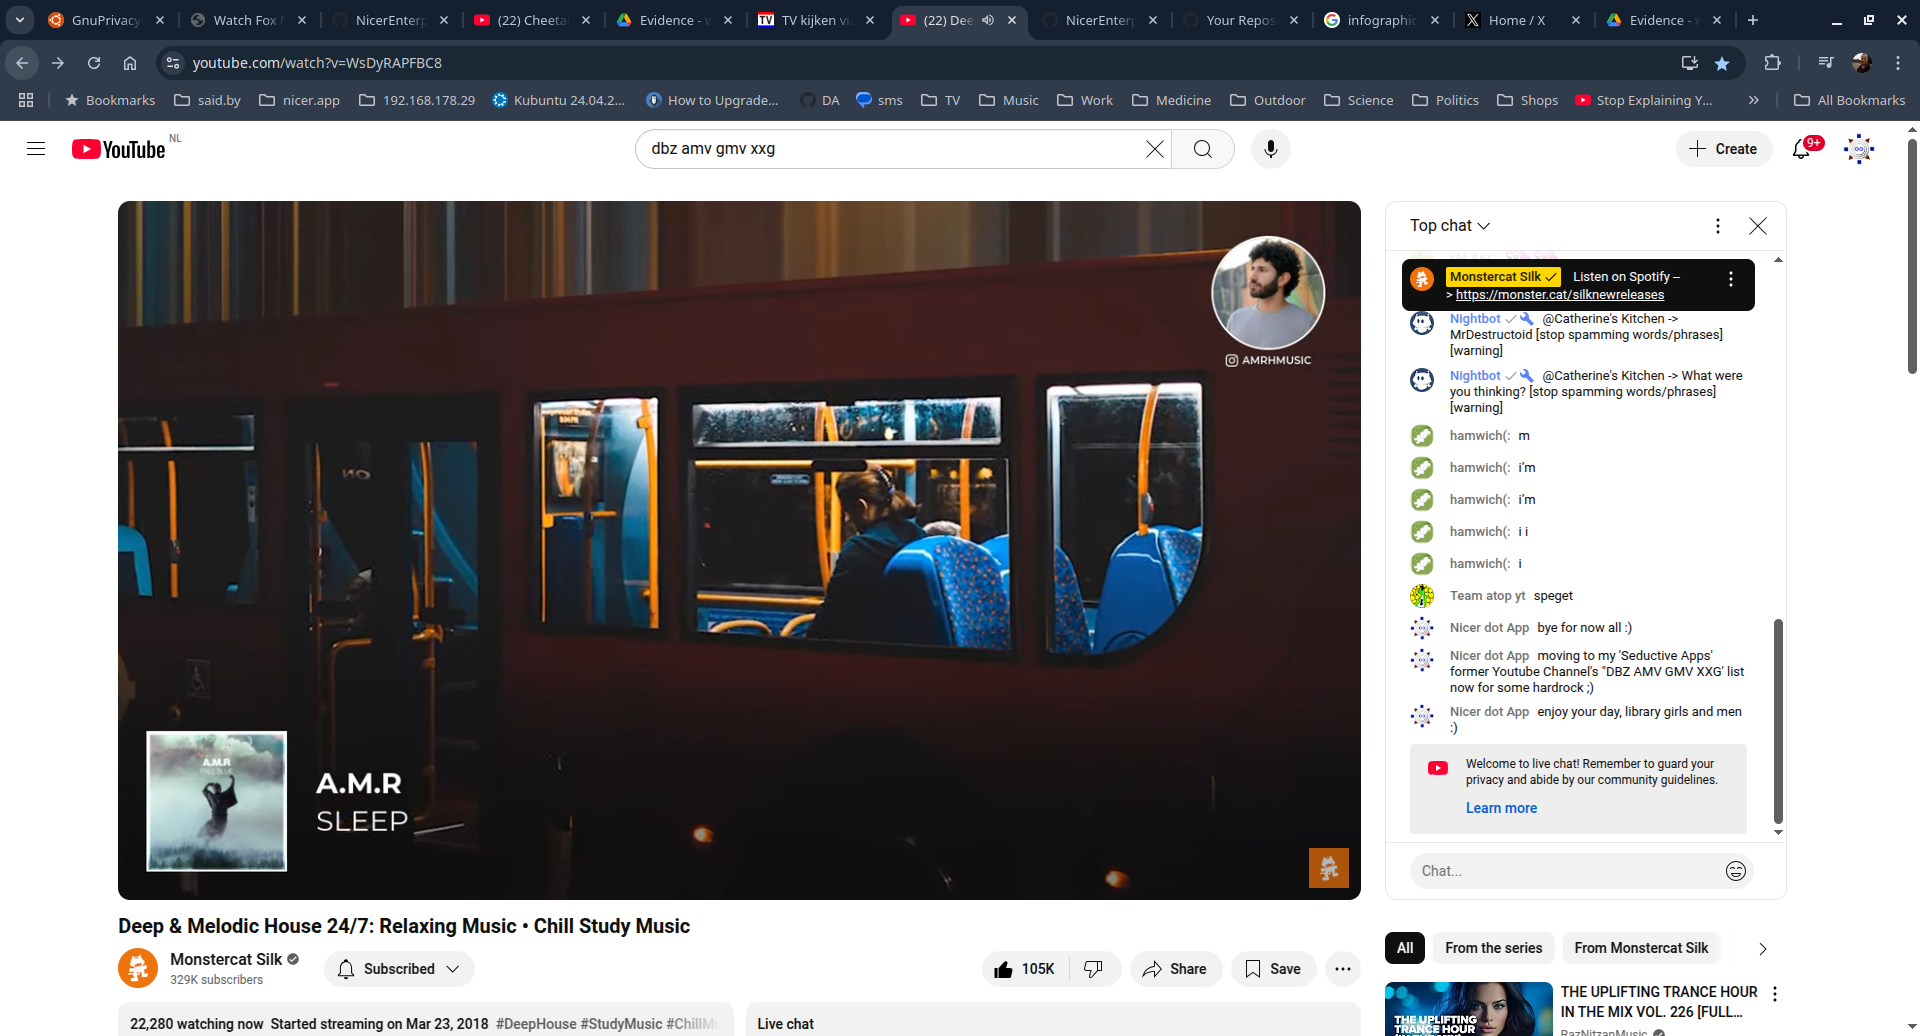 GnuPrivacy
Watch Fox
NicerEnterp
(22) Cheeta
Evidence - w
TV kijken via
(22) Dee
NicerEnterp
Your Repos
infographic
Home / X
Evidence - w
youtube.com/watch?v=WsDyRAPFBC8
Bookmarks
said.by
nicer.app
192.168.178.29
Kubuntu 24.04.2...
How to Upgrade...
DA
sms
TV
Music
Work
Medicine
Outdoor
Science
Politics
Shops
Stop Explaining Y...
All Bookmarks
YouTube NL
dbz amv gmv xxg
Create
9+
AMRHMUSIC
A.M.R
A.M.R
SLEEP
Top chat
Monstercat Silk Listen on Spotify --
> https://monster.cat/silknewreleases
Nightbot @Catherine's Kitchen ->
MrDestructoid [stop spamming words/phrases]
[warning]
Nightbot @Catherine's Kitchen -> What were
you thinking? [stop spamming words/phrases]
[warning]
hamwich(: m
hamwich(: i'm
hamwich(: i'm
hamwich(: i i
hamwich(: i
Team atop yt speget
Nicer dot App bye for now all :)
Nicer dot App moving to my 'Seductive Apps'
former Youtube Channel's "DBZ AMV GMV XXG' list
now for some hardrock ;)
Nicer dot App enjoy your day, library girls and men
:)
Welcome to live chat! Remember to guard your
privacy and abide by our community guidelines.
Learn more
Chat...
Deep & Melodic House 24/7: Relaxing Music • Chill Study Music
Monstercat Silk
329K subscribers
Subscribed
105K
Share
Save
22,280 watching now Started streaming on Mar 23, 2018 #DeepHouse #StudyMusic #ChillM
Live chat
All
From the series
From Monstercat Silk
THE UPLIFTING
TRANCE HOUR
THE UPLIFTING TRANCE HOUR
IN THE MIX VOL. 226 [FULL...
RazNitzanMusic